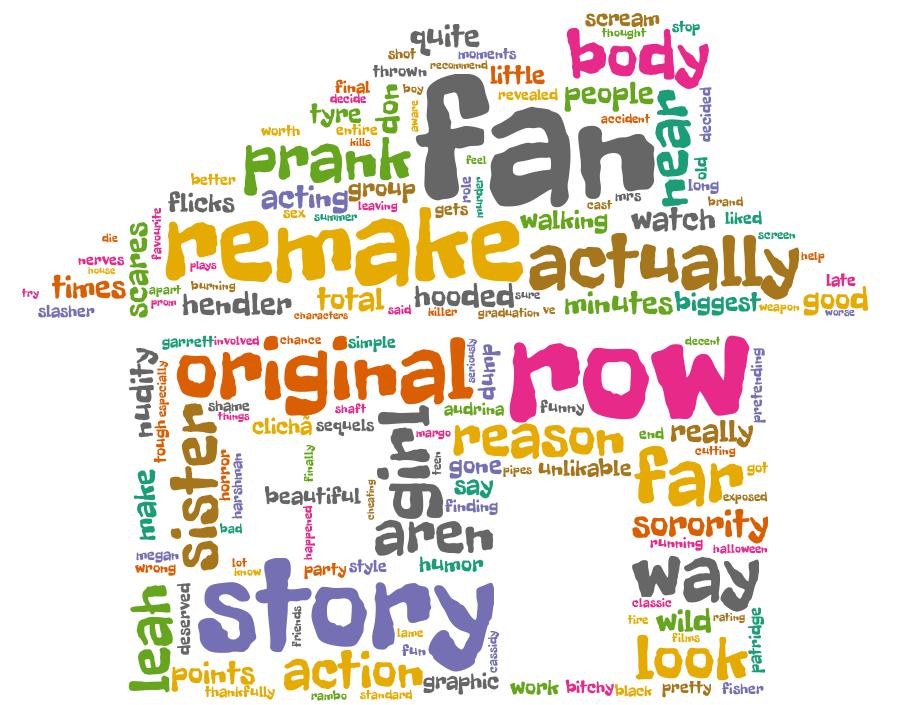 scream
thought
stop
quite
shot
moments
body
thrown
recommend
little
final
decide
boy
revealed
people
fan
near
decided
tyre
don
aware
accident
worth
entire
kills
prank
feel
old
better
acting
group
role
murder
mrs
long
flicks
leaving
gets
cast
brand
sex
summer
walking
watch
liked
favourite
remake
actually
screen
die
scares
nerves
house
plays
help
try
times
apart
burning
late
slasher
prom
hendler
total
hooded
sure
minutes
biggest
weapon
good
characters
said
killer
graduation
ve
worse
garrett
involved
chance
simple
decent
nudity
especially
original
seriously
dump
row
pretending
shame
things
shaft
audrina
funny
clichã
sequels
girl
margo
reason
end
really
cutting
tough
sister
horror
harshman
finally
teen
gone
pipes
unlikable
far
got
make
beautiful
cheating
say
finding
exposed
bad
happened
aren
sorority
running
halloween
megan
wrong
lot
know
party
style
humor
way
leah
deserved
story
friends
classic
tire
wild
rating
patridge
lame
fun
cassidy
films
look
points
action
graphic
thankfully
rambo
standard
work
bitchy
black
pretty
fisher